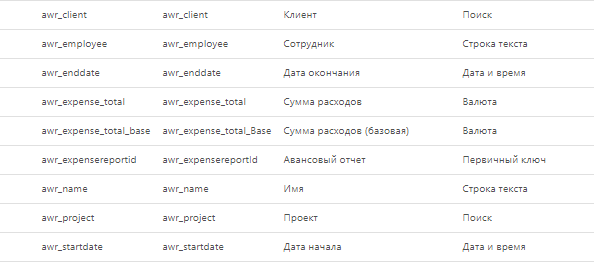 awr_client awr_client Клиент Поиск
awr_employee awr_employee Сотрудник Строка текста
awr_enddate awr_enddate Дата окончания Дата и время
awr_expense_total awr_expense_total Сумма расходов Валюта
awr_expense_total_base awr_expense_total_Base Сумма расходов (базовая) Валюта
awr_expensereportid awr_expensereportId Авансовый отчет Первичный ключ
awr_name awr_name Имя Строка текста
awr_project awr_project Проект Поиск
awr_startdate awr_startdate Дата начала Дата и время